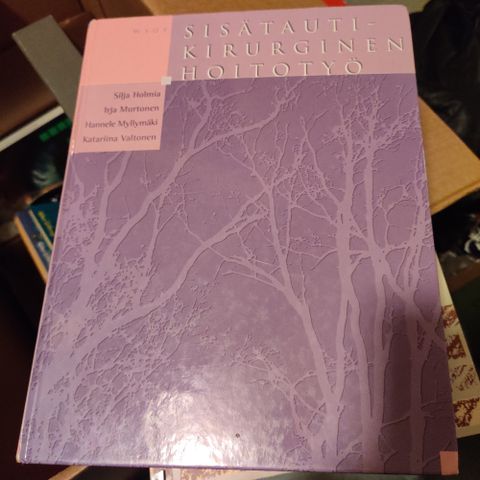 WSOY
SISÄTAUTI-
KIRURGINEN
HOITOTYÖ
Silja Holmia
Irja Murtonen
Hannele Myllymäki
Katariina Valtonen